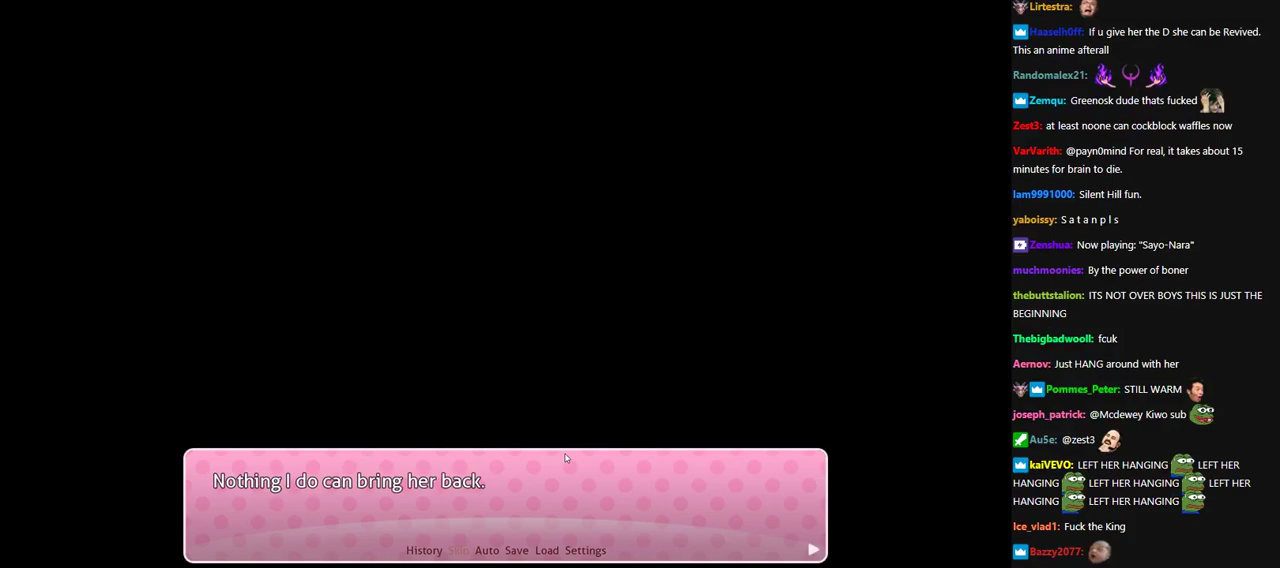 Lirtestra:
Haaselh0ff: If u give her the D she can be Revived.
This an anime afterall
Randomalex21:
Zemqu: Greenosk dude thats fucked
Zest3: at least noone can cockblock waffles now
VarVarith: @payn0mind For real, it takes about 15
minutes for brain to die.
lam9991000: Silent Hill fun.
yaboissy: S a t a n p l s
Zenshua: Now playing: "Sayo-Nara"
muchmoonies: By the power of boner
thebuttstalion: ITS NOT OVER BOYS THIS IS JUST THE
BEGINNING
Thebigbadwooll: fcuk
Aernov: Just HANG around with her
Pommes_Peter: STILL WARM
joseph_patrick: @Mcdewey Kiwo sub
Au5e: @zest3
kaiVEVO: LEFT HER HANGING LEFT HER
HANGING LEFT HER HANGING LEFT HER
HANGING LEFT HER HANGING
Ice_vlad1: Fuck the King
Bazzy2077:
Nothing I do can bring her back.
History Skip Auto Save Load Settings